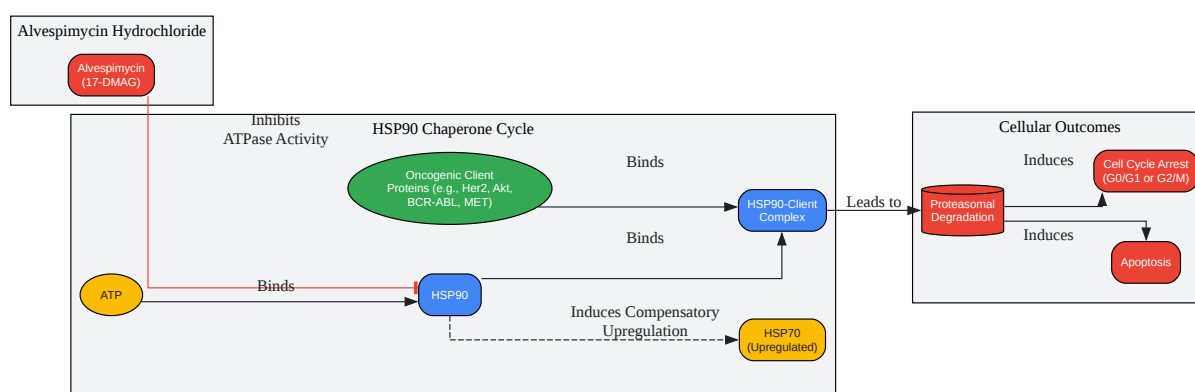 Alvespimycin Hydrochloride
Alvespimycin
(17-DMAG)
Inhibits
ATPase Activity
HSP90 Chaperone Cycle
Oncogenic Client
Proteins (e.g., Her2, Akt,
BCR-ABL, MET)
Binds
HSP90-Client
Complex
Binds
ATP
Binds
HSP90
Induces Compensatory
Upregulation
HSP70
(Upregulated)
Leads to
Cellular Outcomes
Proteasomal
Degradation
Induces
Cell Cycle Arrest
(G0/G1 or G2/M)
Induces
Apoptosis